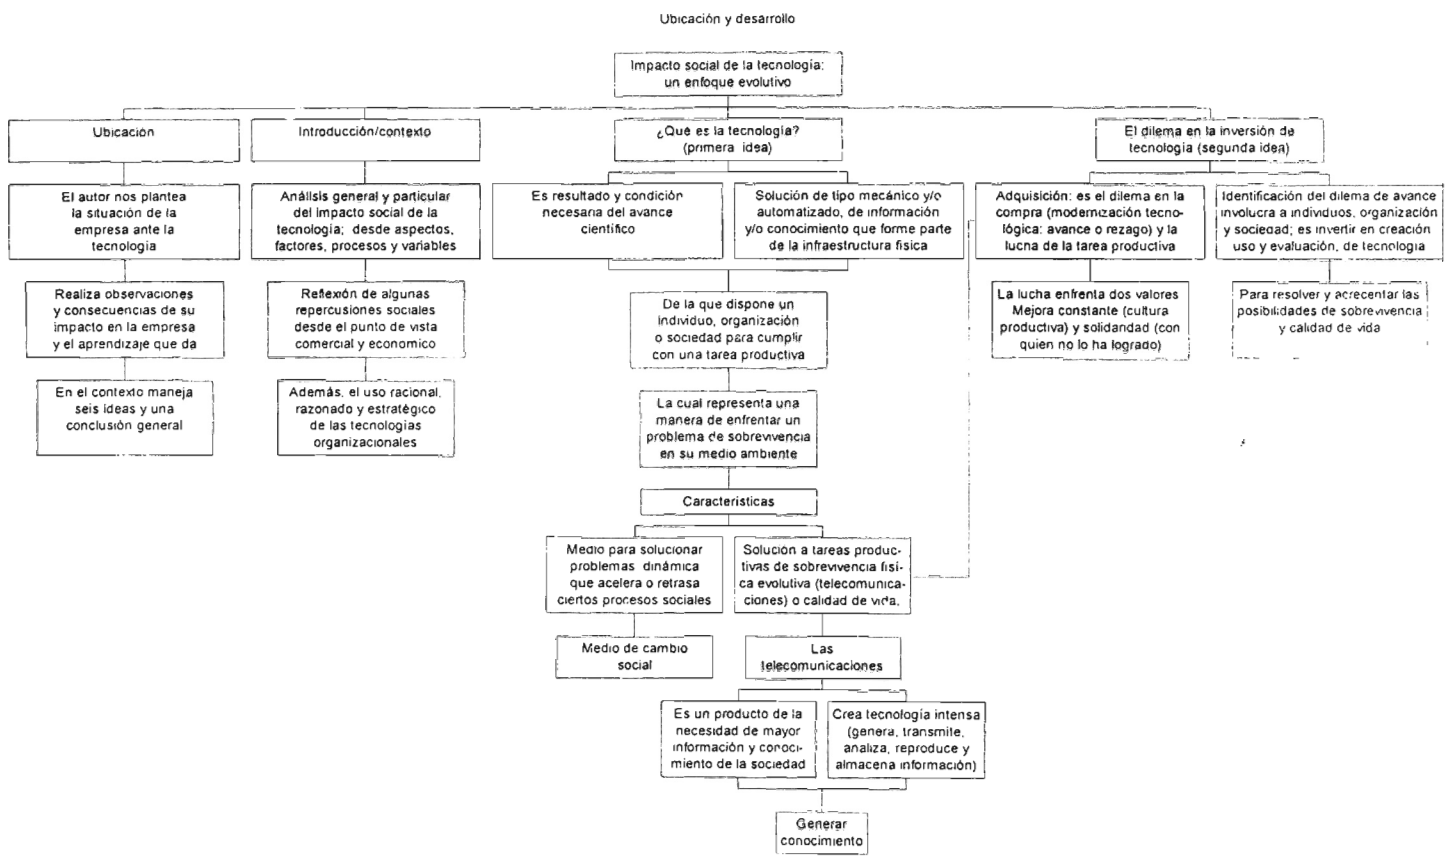 Ubicación y desarrollo
Impacto social de la tecnología:
un enfoque evolutivo
Ubicación
El autor nos plantea
la situación de la
empresa ante la
tecnología
Realiza observaciones
y consecuencias de su
impacto en la empresa
y el aprendizaje que da
En el contexto maneja
seis ideas y una
conclusión general
Introducción/contexto
Análisis general y particular
del impacto social de la
tecnología; desde aspectos,
factores, procesos y variables
Reflexión de algunas
repercusiones sociales
desde el punto de vista
comercial y economico
Además, el uso racional,
razonado y estratégico
de las tecnologías
organizacionales
¿Qué es la tecnología?
(primera idea)
Es resultado y condición
necesaria del avance
científico
Solución de tipo mecánico y/o
automatizado, de información
y/o conocimiento que forme parte
de la infraestructura física
De la que dispone un
individuo, organización
o sociedad para cumplir
con una tarea productiva
La cual representa una
manera de enfrentar un
problema de sobrevivencia
en su medio ambiente
Características
Medio para solucionar
problemas dinámica
que acelera o retrasa
ciertos procesos sociales
Medio de cambio
social
Solución a tareas produc-
tivas de sobrevivencia físi-
ca evolutiva (telecomunica-
ciones) o calidad de vida.
Las
telecomunicaciones
Es un producto de la
necesidad de mayor
información y conoci-
miento de la sociedad
Crea tecnología intensa
(genera, transmite,
analiza, reproduce y
almacena información)
Generar
conocimiento
El dilema en la inversión de
tecnología (segunda idea)
Adquisición: es el dilema en la
compra (modernización tecno-
lógica: avance o rezago) y la
lucha de la tarea productiva
La lucha enfrenta dos valores
Mejora constante (cultura
productiva) y solidaridad (con
quien no lo ha logrado)
Identificación del dilema de avance
involucra a individuos, organización
y sociedad; es invertir en creación
uso y evaluación, de tecnología
Para resolver y acrecentar las
posibilidades de sobrevivencia
y calidad de vida